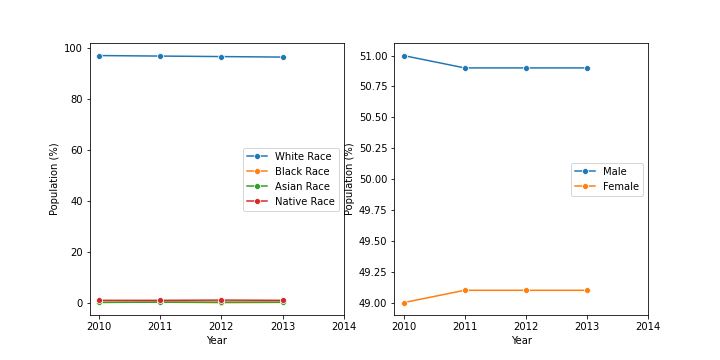 100
80
60
40
20
0
Population (%)
2010 2011 2012 2013 2014
Year
White Race
Black Race
Asian Race
Native Race
51.00
50.75
50.50
50.25
50.00
49.75
49.50
49.25
49.00
Population (%)
2010 2011 2012 2013 2014
Year
Male
Female